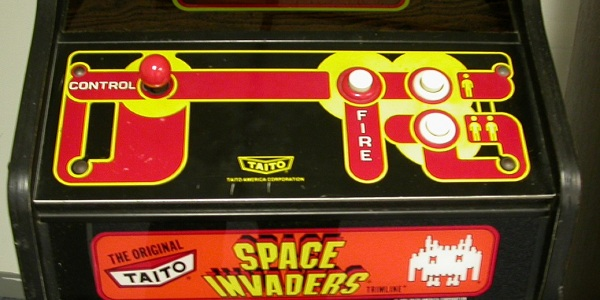 CONTROL
FIRE
TAITO
TAITO AMERICA CORPORATION
THE ORIGINAL
TAITO
SPACE
INVADERS
TRIMLINE